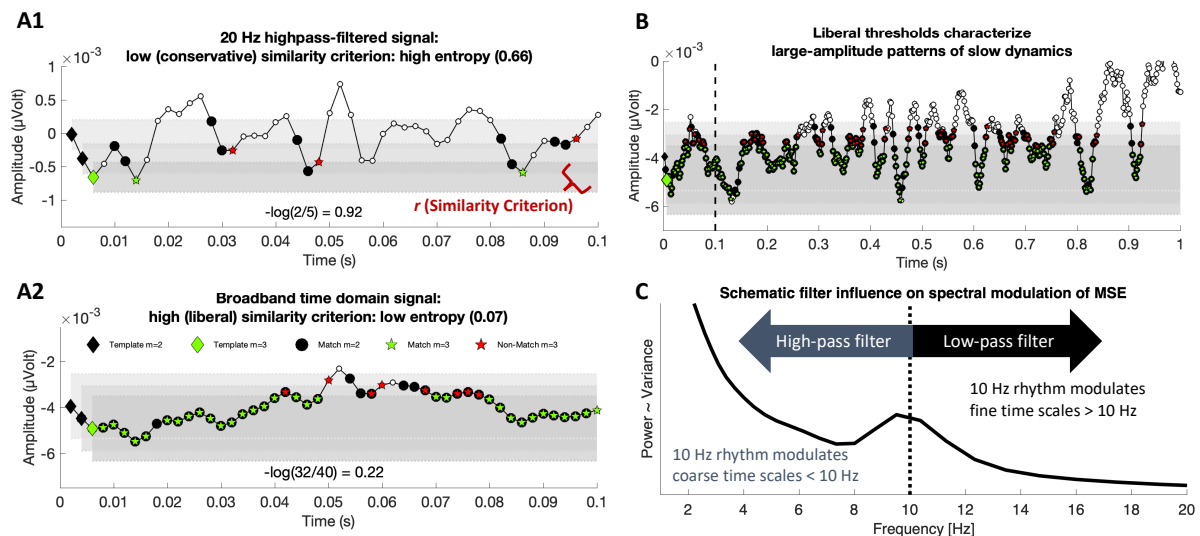 A1
20 Hz highpass-filtered signal:
low (conservative) similarity criterion: high entropy (0.66)
×10⁻³
1
0.5
0
-0.5
-1
Amplitude (µVolt)
-log(2/5) = 0.92
r (Similarity Criterion)
0 0.01 0.02 0.03 0.04 0.05 0.06 0.07 0.08 0.09 0.1
Time (s)
A2
Broadband time domain signal:
high (liberal) similarity criterion: low entropy (0.07)
×10⁻³
Template m=2 Template m=3 Match m=2 Match m=3 Non-Match m=3
-2
-4
-6
Amplitude (µVolt)
-log(32/40) = 0.22
0 0.01 0.02 0.03 0.04 0.05 0.06 0.07 0.08 0.09 0.1
Time (s)
B
Liberal thresholds characterize
large-amplitude patterns of slow dynamics
×10⁻³
0
-2
-4
-6
Amplitude (µVolt)
0 0.1 0.2 0.3 0.4 0.5 0.6 0.7 0.8 0.9 1
Time (s)
C
Schematic filter influence on spectral modulation of MSE
High-pass filter Low-pass filter
10 Hz rhythm modulates
fine time scales > 10 Hz
10 Hz rhythm modulates
coarse time scales < 10 Hz
Power ~ Variance
2 4 6 8 10 12 14 16 18 20
Frequency [Hz]